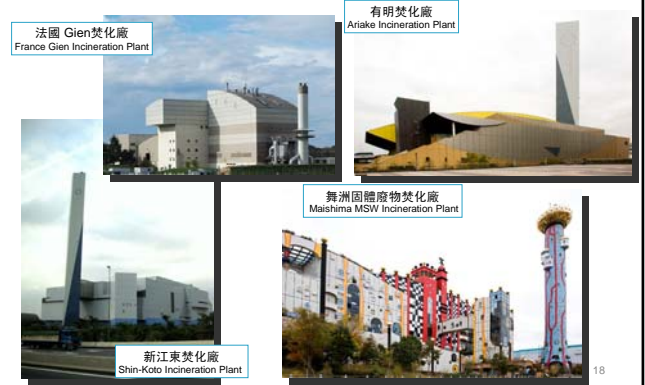 法國 Gien焚化廠
France Gien Incineration Plant
有明焚化廠
Ariake Incineration Plant
舞洲固體廢物焚化廠
Maishima MSW Incineration Plant
新江東焚化廠
Shin-Koto Incineration Plant
18